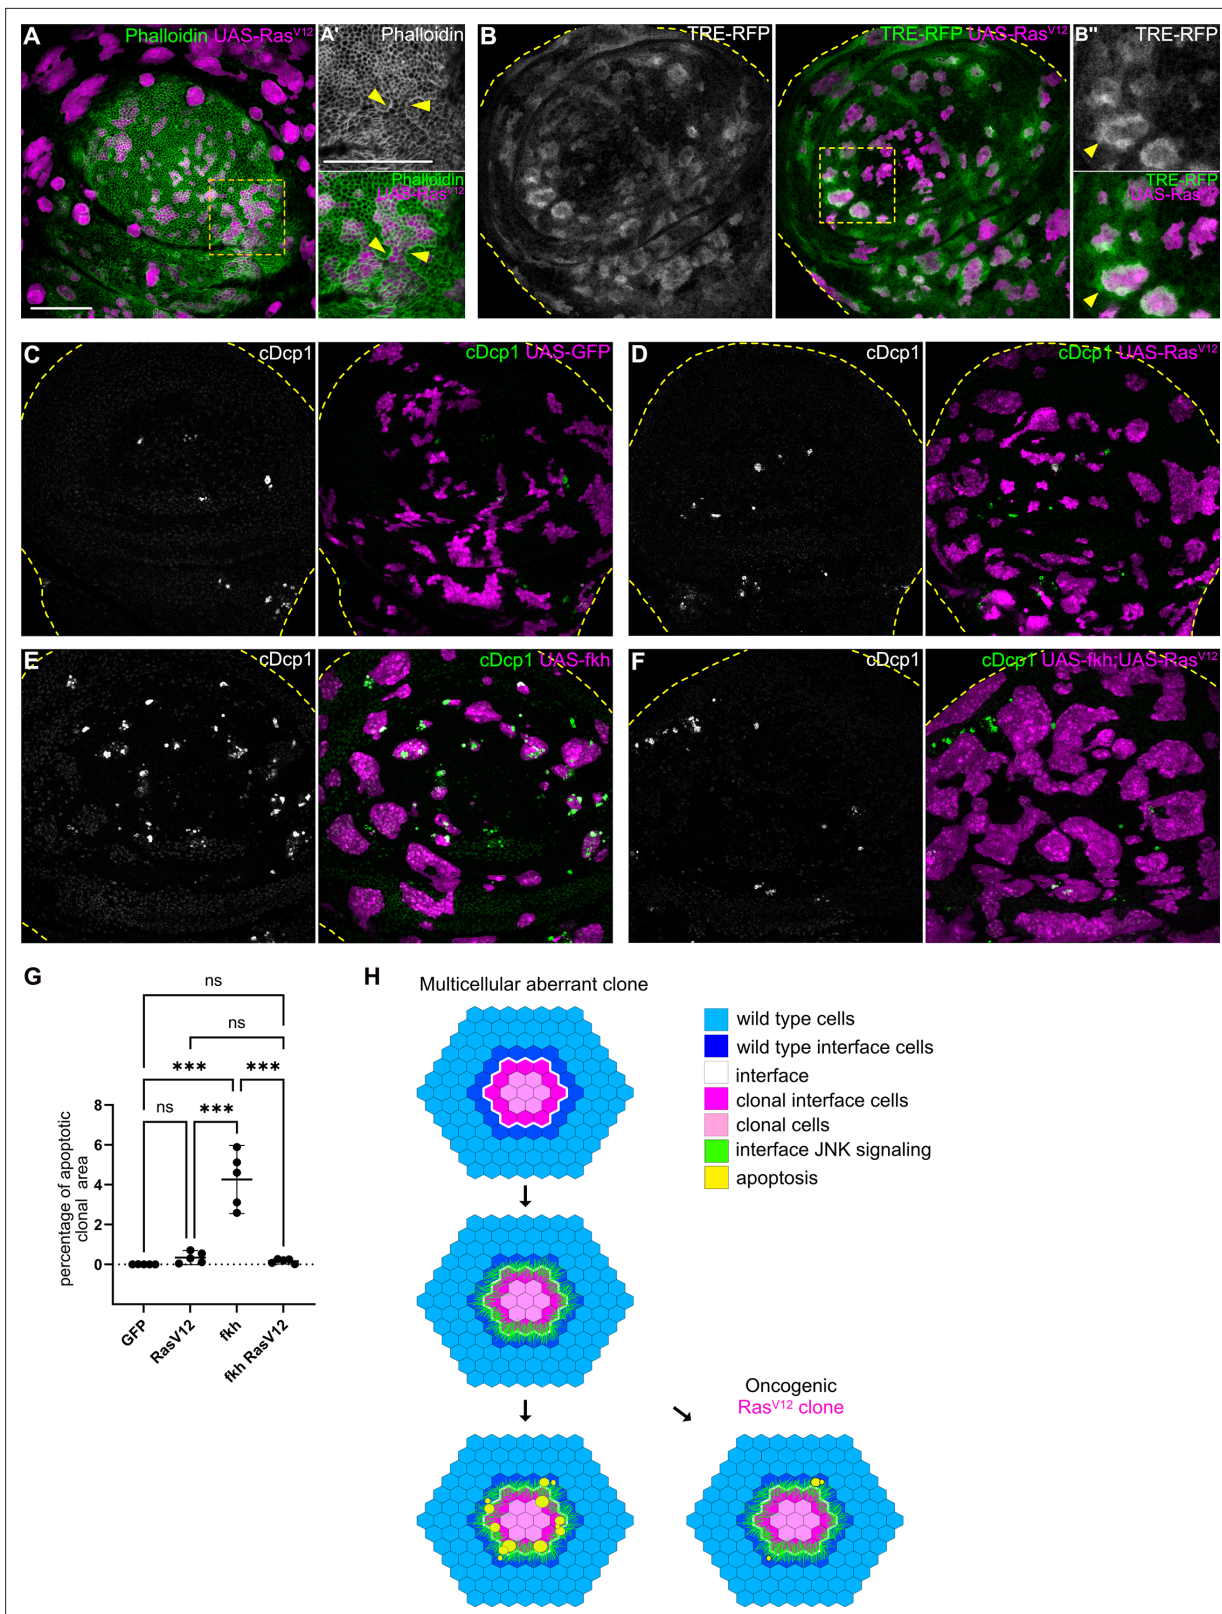 A
Phalloidin UAS-Ras^V12
A'
Phalloidin
Phalloidin
UAS-Ras^V12
B
TRE-RFP
TRE-RFP UAS-Ras^V12
B"
TRE-RFP
TRE-RFP
UAS-Ras^V12
C
cDcp1
cDcp1 UAS-GFP
D
cDcp1
cDcp1 UAS-Ras^V12
E
cDcp1
cDcp1 UAS-fkh
F
cDcp1
cDcp1 UAS-fkh;UAS-Ras^V12
G
ns
ns
*** ***
ns ***
percentage of apoptotic
clonal area
8
6
4
2
0
GFP
RasV12
fkh
fkh RasV12
H
Multicellular aberrant clone
wild type cells
wild type interface cells
interface
clonal interface cells
clonal cells
interface JNK signaling
apoptosis
Oncogenic
Ras^V12 clone